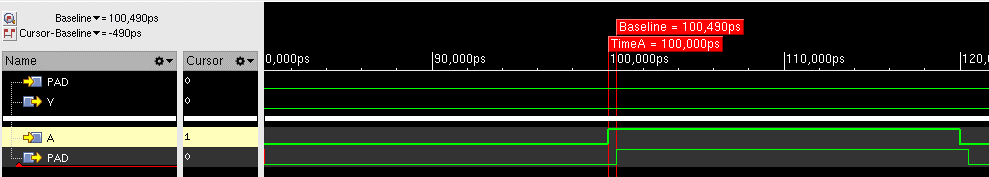 Baseline▼= 100,490ps
Cursor-Baseline▼= -490ps
Baseline = 100,490ps
TimeA = 100,000ps
Name Cursor 0,000ps 90,000ps 100,000ps 110,000ps 120,0
PAD 0
Y 0
A 1
PAD 0